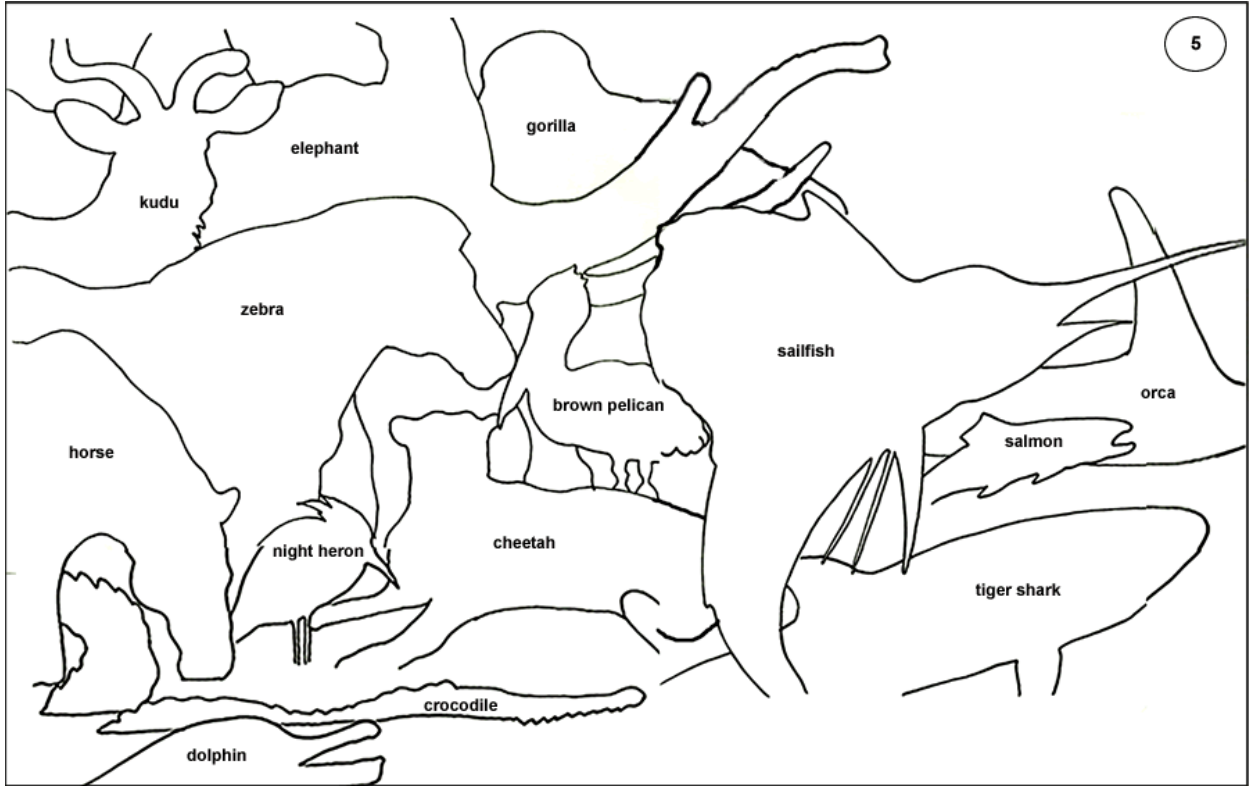 5
gorilla
elephant
kudu
zebra
sailfish
orca
brown pelican
salmon
horse
cheetah
night heron
tiger shark
crocodile
dolphin